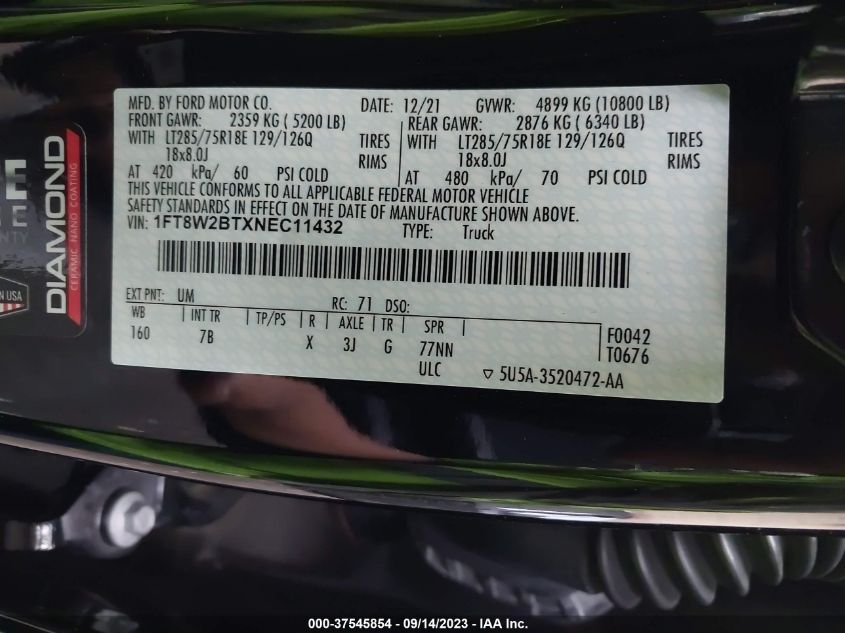 MFD. BY FORD MOTOR CO. DATE: 12/21 GVWR: 4899 KG (10800 LB)
FRONT GAWR: 2359 KG ( 5200 LB) REAR GAWR: 2876 KG ( 6340 LB)
WITH LT285/75R18E 129/126Q TIRES WITH LT285/75R18E 129/126Q TIRES
18x8.0J RIMS 18x8.0J RIMS
AT 420 kPa/ 60 PSI COLD AT 480 kPa/ 70 PSI COLD
THIS VEHICLE CONFORMS TO ALL APPLICABLE FEDERAL MOTOR VEHICLE
SAFETY STANDARDS IN EFFECT ON THE DATE OF MANUFACTURE SHOWN ABOVE.
VIN: 1FT8W2BTXNEC11432 TYPE: Truck
EXT PNT: UM RC: 71 DSO:
WB INT TR TP/PS R AXLE TR SPR F0042
160 7B X 3J G 77NN T0676
ULC 5U5A-3520472-AA
DIAMOND
CERAMIC NANO COATING
N USA
000-37545854 - 09/14/2023 - IAA Inc.